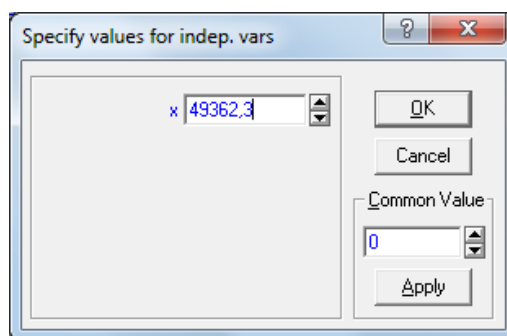 Specify values for indep. vars
? X
x 49362,3
OK
Cancel
Common Value
0
Apply